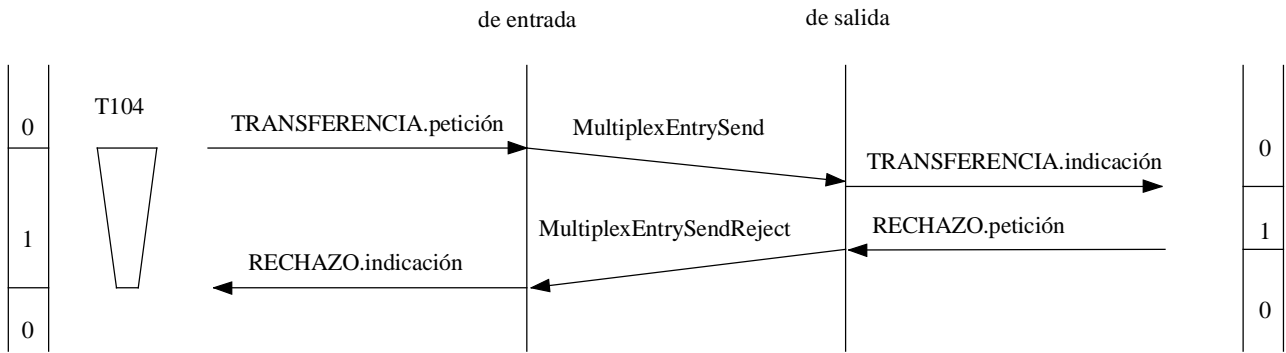 de entrada
de salida
T104
0
TRANSFERENCIA.petición
MultiplexEntrySend
0
TRANSFERENCIA.indicación
1
MultiplexEntrySendReject
RECHAZO.petición
1
RECHAZO.indicación
0
0